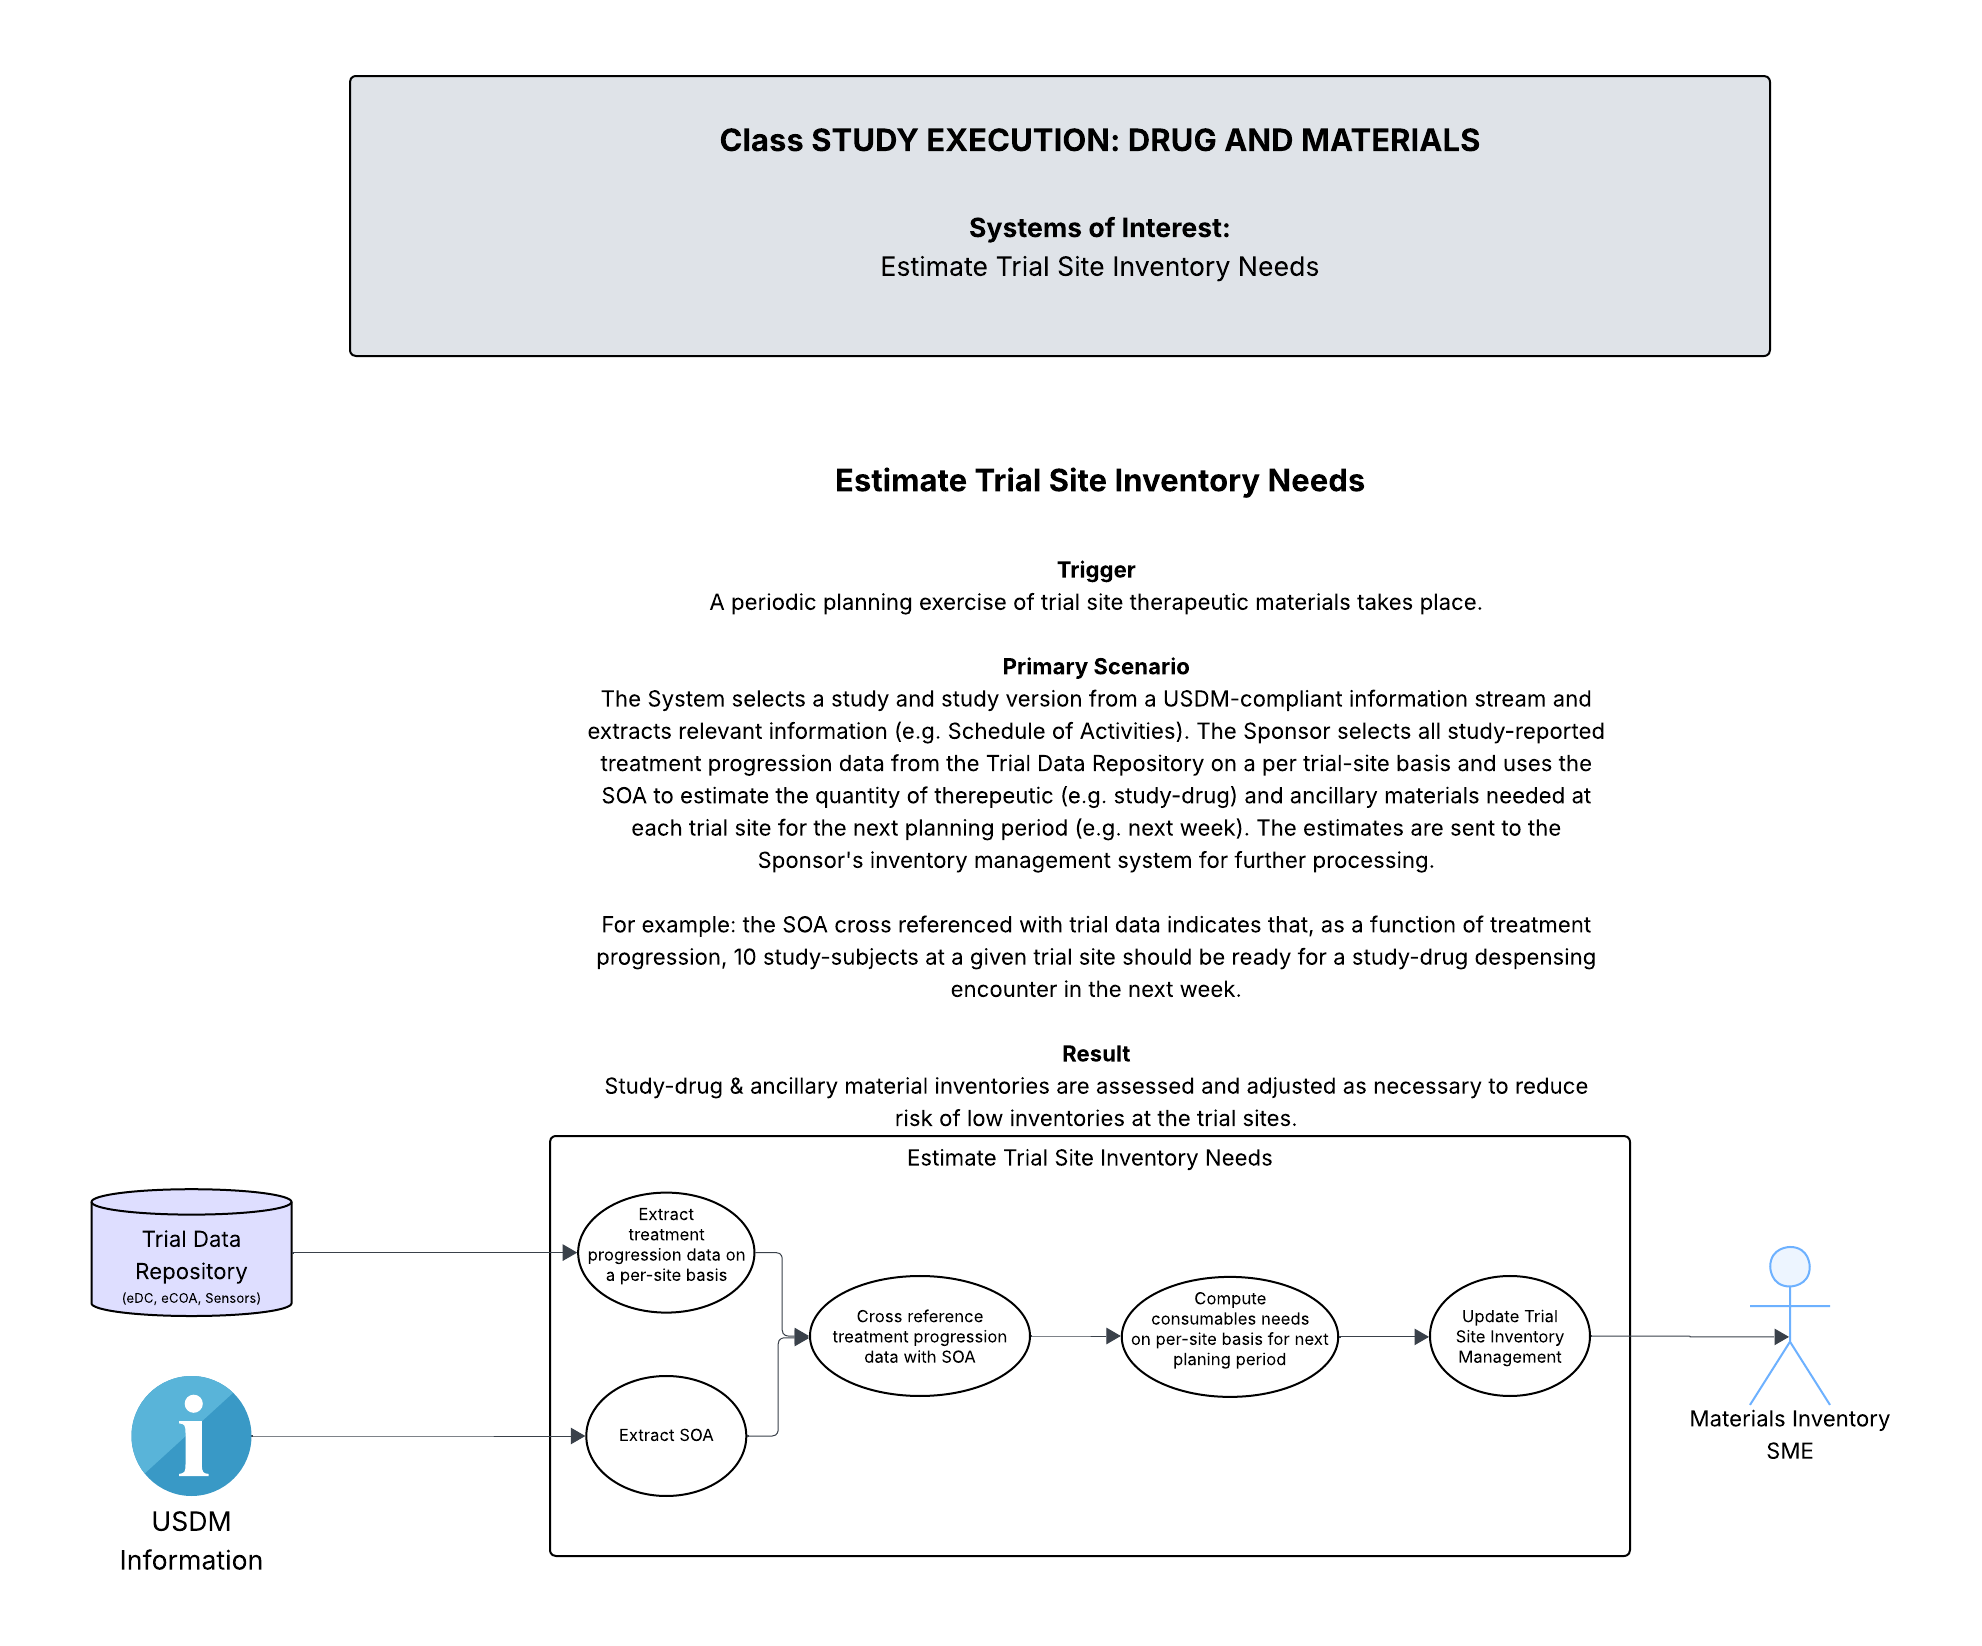 Class STUDY EXECUTION: DRUG AND MATERIALS
Systems of Interest:
Estimate Trial Site Inventory Needs
Estimate Trial Site Inventory Needs
Trigger
A periodic planning exercise of trial site therapeutic materials takes place.
Primary Scenario
The System selects a study and study version from a USDM-compliant information stream and
extracts relevant information (e.g. Schedule of Activities). The Sponsor selects all study-reported
treatment progression data from the Trial Data Repository on a per trial-site basis and uses the
SOA to estimate the quantity of therepeutic (e.g. study-drug) and ancillary materials needed at
each trial site for the next planning period (e.g. next week). The estimates are sent to the
Sponsor's inventory management system for further processing.
For example: the SOA cross referenced with trial data indicates that, as a function of treatment
progression, 10 study-subjects at a given trial site should be ready for a study-drug despensing
encounter in the next week.
Result
Study-drug & ancillary material inventories are assessed and adjusted as necessary to reduce
risk of low inventories at the trial sites.
Estimate Trial Site Inventory Needs
Trial Data
Repository
(eDC, eCOA, Sensors)
Extract
treatment
progression data on
a per-site basis
Cross reference
treatment progression
data with SOA
Compute
consumables needs
on per-site basis for next
planing period
Update Trial
Site Inventory
Management
Materials Inventory
SME
Extract SOA
USDM
Information